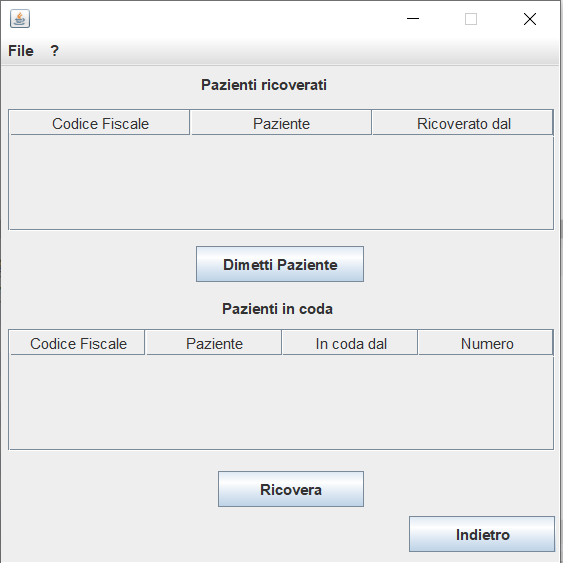 File ?
Pazienti ricoverati
Codice Fiscale Paziente Ricoverato dal
Dimetti Paziente
Pazienti in coda
Codice Fiscale Paziente In coda dal Numero
Ricovera
Indietro